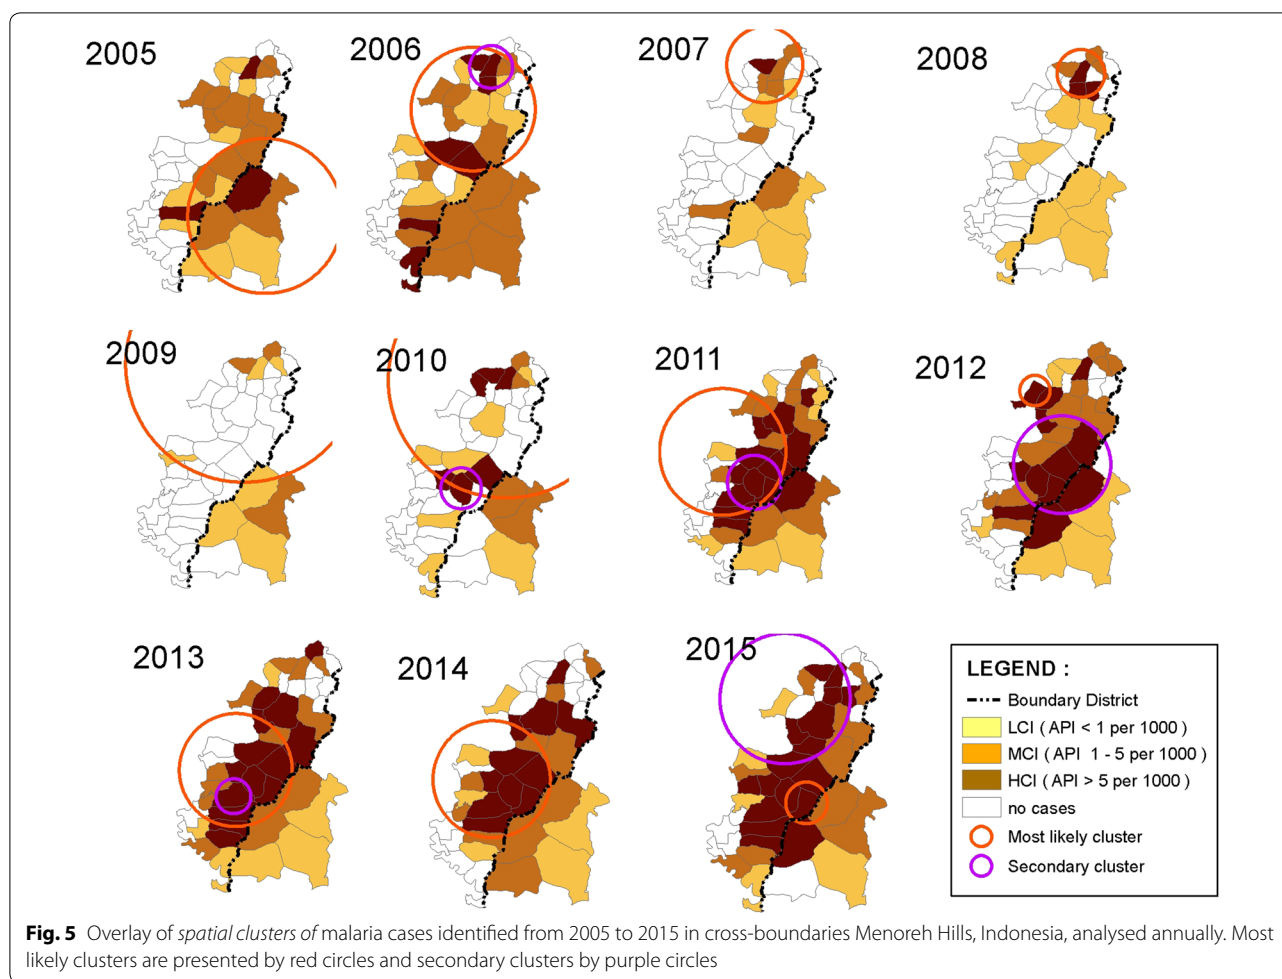 2005
2006
2007
2008
2009
2010
2011
2012
2013
2014
2015
LEGEND :
Boundary District
LCI ( API < 1 per 1000 )
MCI ( API 1 - 5 per 1000 )
HCI ( API > 5 per 1000 )
no cases
Most likely cluster
Secondary cluster
Fig. 5 Overlay of spatial clusters of malaria cases identified from 2005 to 2015 in cross-boundaries Menoreh Hills, Indonesia, analysed annually. Most
likely clusters are presented by red circles and secondary clusters by purple circles